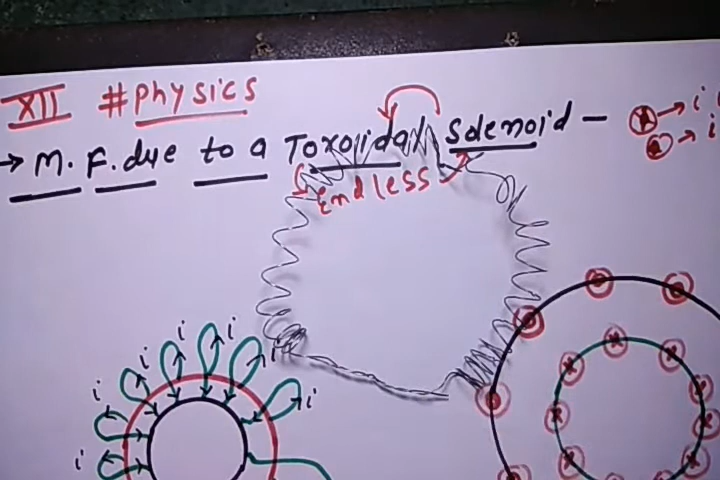 XII #Physics
→ M.F. due to a Toroidal Solenoid – ⊗ → i
⊙ → i
Endless
i i i i i
i i
i
i